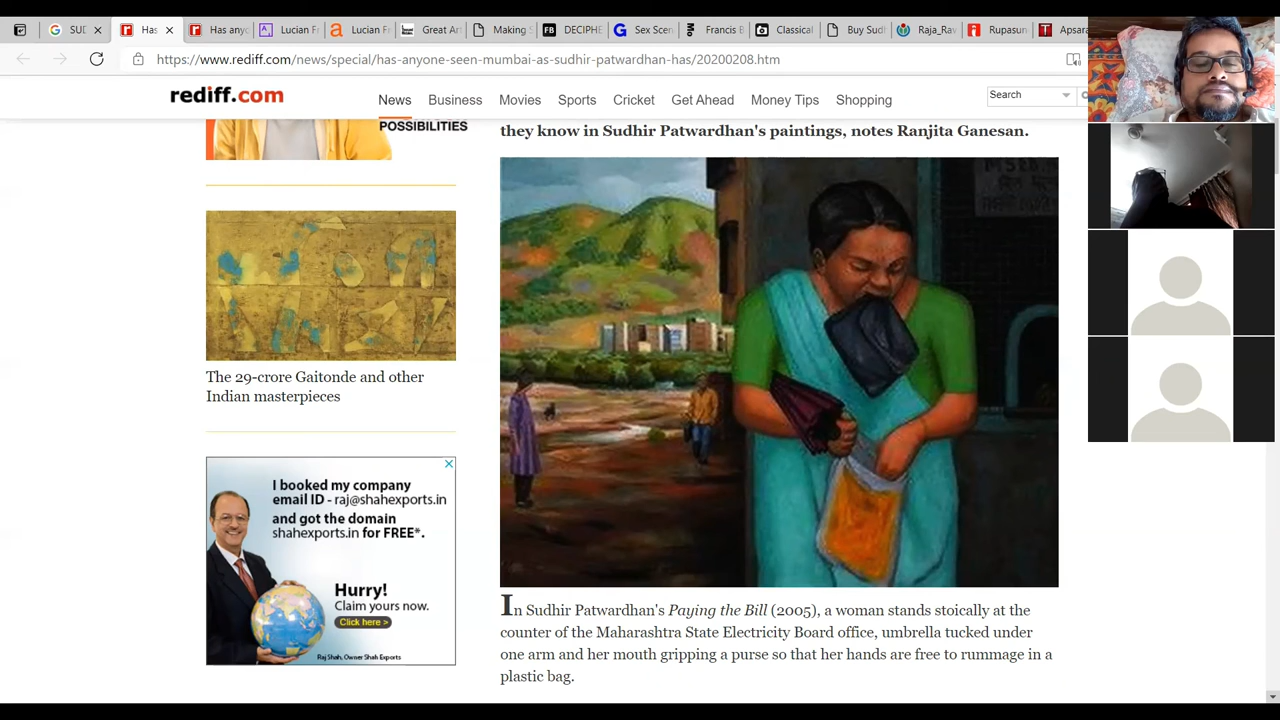 SUD
Has
Has any
Lucian Fr
Lucian F
Great Ar
Making S
DECIPHE
Sex Scen
Francis B
Classical
Buy Sudh
Raja_Rav
Rupasun
Apsara
https://www.rediff.com/news/special/has-anyone-seen-mumbai-as-sudhir-patwardhan-has/20200208.htm
rediff.com
News
Business
Movies
Sports
Cricket
Get Ahead
Money Tips
Shopping
Search
POSSIBILITIES
they know in Sudhir Patwardhan's paintings, notes Ranjita Ganesan.
The 29-crore Gaitonde and other
Indian masterpieces
I booked my company
email ID - raj@shahexports.in
and got the domain
shahexports.in for FREE*.
Hurry!
Claim yours now.
Click here >
Raj Shah, Owner Shah Exports
In Sudhir Patwardhan's Paying the Bill (2005), a woman stands stoically at the
counter of the Maharashtra State Electricity Board office, umbrella tucked under
one arm and her mouth gripping a purse so that her hands are free to rummage in a
plastic bag.